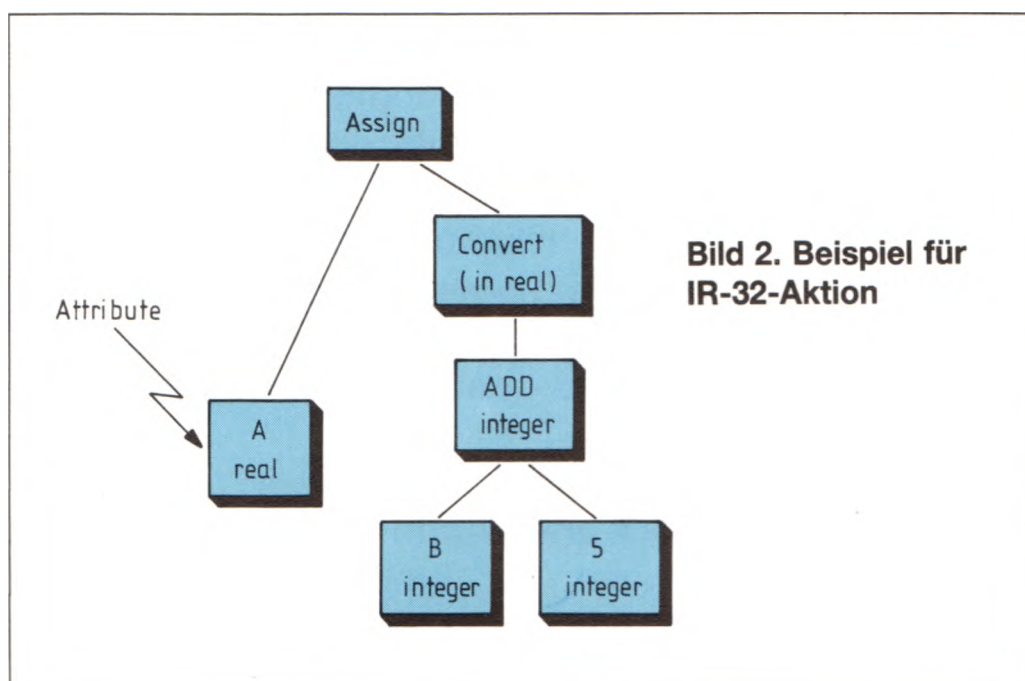 Assign
Convert
( in real)
Bild 2. Beispiel für
IR-32-Aktion
Attribute
ADD
integer
A
real
B
integer
5
integer